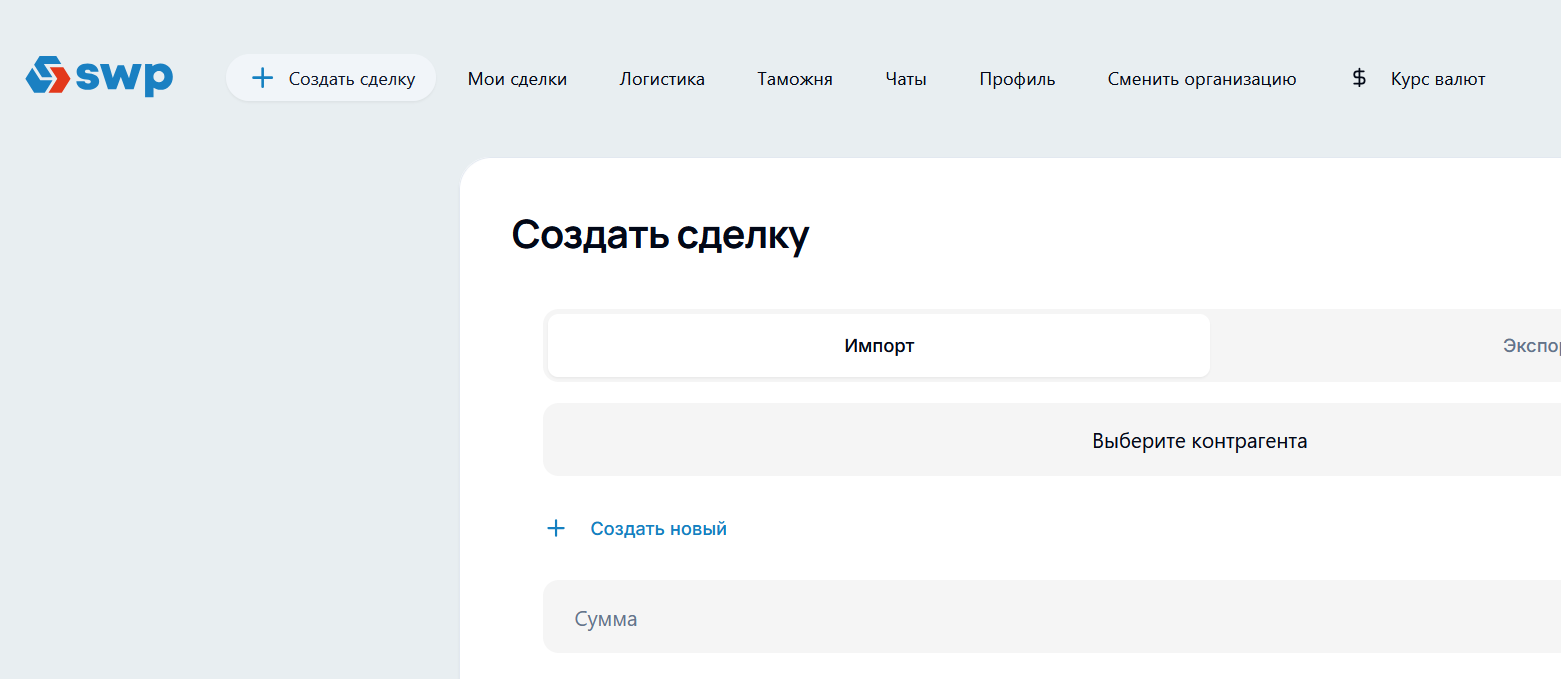 swp
Создать сделку Мои сделки Логистика Таможня Чаты Профиль Сменить организацию $ Курс валют
Создать сделку
Импорт
Выберите контрагента
+ Создать новый
Сумма